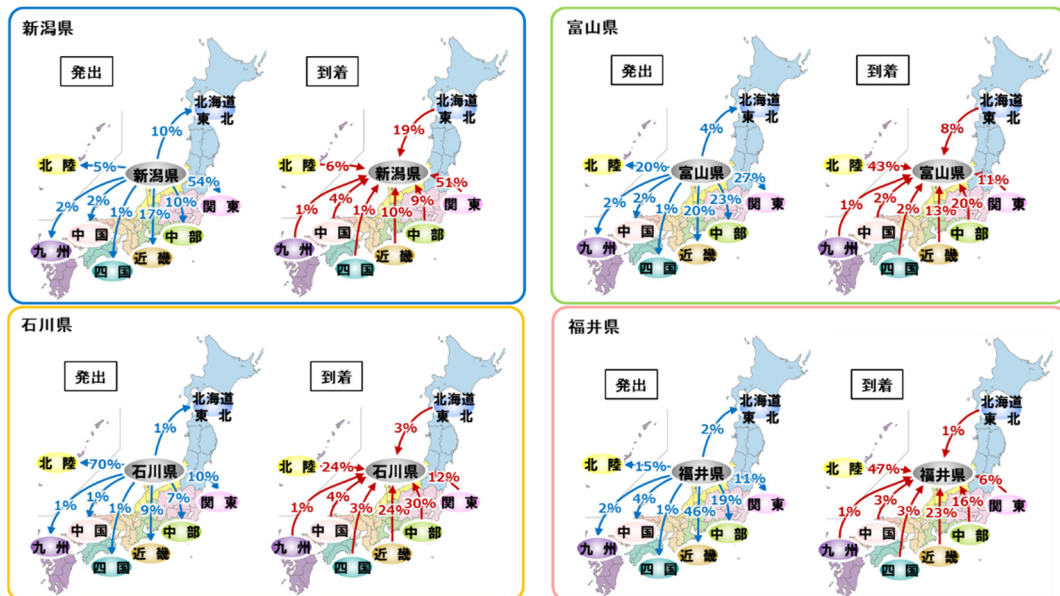 新潟県
発出
北海道
東北
10%
北陸
5%
新潟県
54%
2%
2%
1%
17%
10%
関東
中国
中部
九州
近畿
四国
到着
北海道
東北
19%
北陸
6%
新潟県
51%
1%
4%
1%
10%
9%
関東
中国
中部
九州
近畿
四国
富山県
発出
北海道
東北
4%
北陸
20%
富山県
27%
2%
2%
1%
20%
23%
関東
中国
中部
九州
近畿
四国
到着
北海道
東北
8%
北陸
43%
富山県
11%
1%
2%
2%
13%
20%
関東
中国
中部
九州
近畿
四国
石川県
発出
北海道
東北
1%
北陸
70%
石川県
10%
1%
1%
1%
9%
7%
関東
中国
中部
九州
近畿
四国
到着
北海道
東北
3%
北陸
24%
石川県
12%
1%
4%
3%
24%
30%
関東
中国
中部
九州
近畿
四国
福井県
発出
北海道
東北
2%
北陸
15%
福井県
11%
2%
4%
1%
46%
19%
関東
中国
中部
九州
近畿
四国
到着
北海道
東北
1%
北陸
47%
福井県
6%
1%
3%
3%
23%
16%
関東
中国
中部
九州
近畿
四国